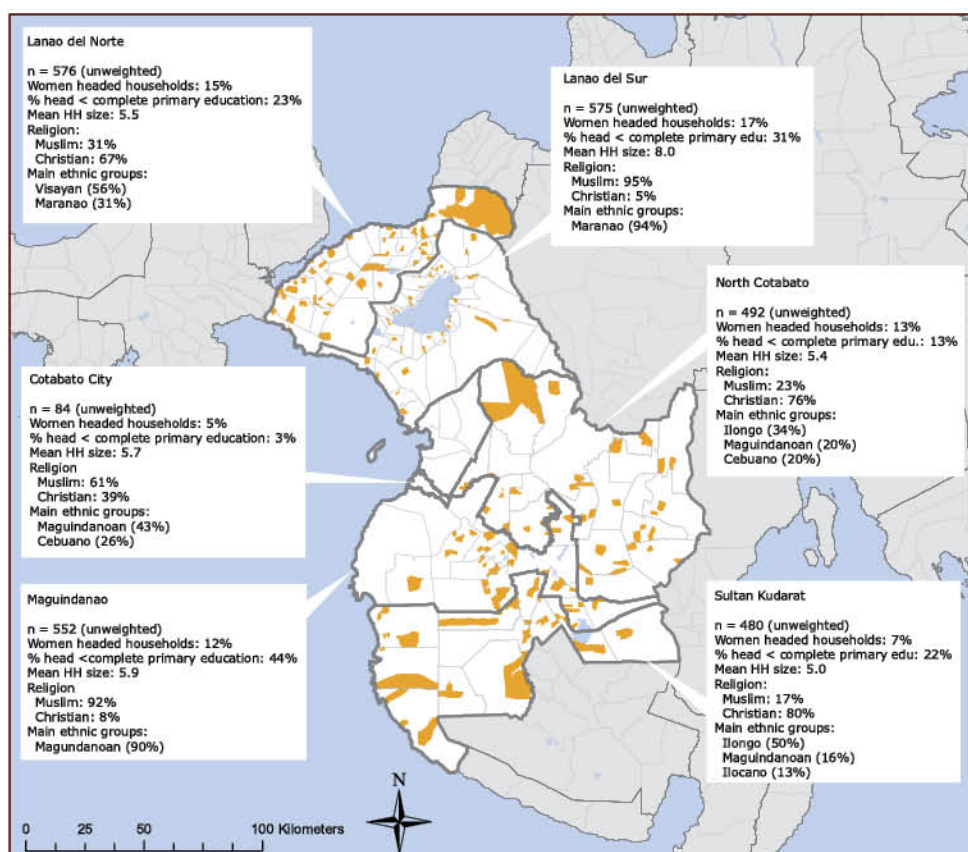 Lanao del Norte
n = 576 (unweighted)
Women headed households: 15%
% head < complete primary education: 23%
Mean HH size: 5.5
Religion:
Muslim: 31%
Christian: 67%
Main ethnic groups:
Visayan (56%)
Maranao (31%)
Lanao del Sur
n = 575 (unweighted)
Women headed households: 17%
% head < complete primary edu: 31%
Mean HH size: 8.0
Religion:
Muslim: 95%
Christian: 5%
Main ethnic groups:
Maranao (94%)
North Cotabato
n = 492 (unweighted)
Women headed households: 13%
% head < complete primary edu.: 13%
Mean HH size: 5.4
Religion:
Muslim: 23%
Christian: 76%
Main ethnic groups:
Ilongo (34%)
Maguindanoan (20%)
Cebuano (20%)
Cotabato City
n = 84 (unweighted)
Women headed households: 5%
% head < complete primary education: 3%
Mean HH size: 5.7
Religion
Muslim: 61%
Christian: 39%
Main ethnic groups:
Maguindanoan (43%)
Cebuano (26%)
Maguindanao
n = 552 (unweighted)
Women headed households: 12%
% head <complete primary education: 44%
Mean HH size: 5.9
Religion
Muslim: 92%
Christian: 8%
Main ethnic groups:
Magundanoan (90%)
Sultan Kudarat
n = 480 (unweighted)
Women headed households: 7%
% head < complete primary edu: 22%
Mean HH size: 5.0
Religion:
Muslim: 17%
Christian: 80%
Main ethnic groups:
Ilongo (50%)
Maguindanoan (16%)
Ilocano (13%)
N
0 25 50 100 Kilometers